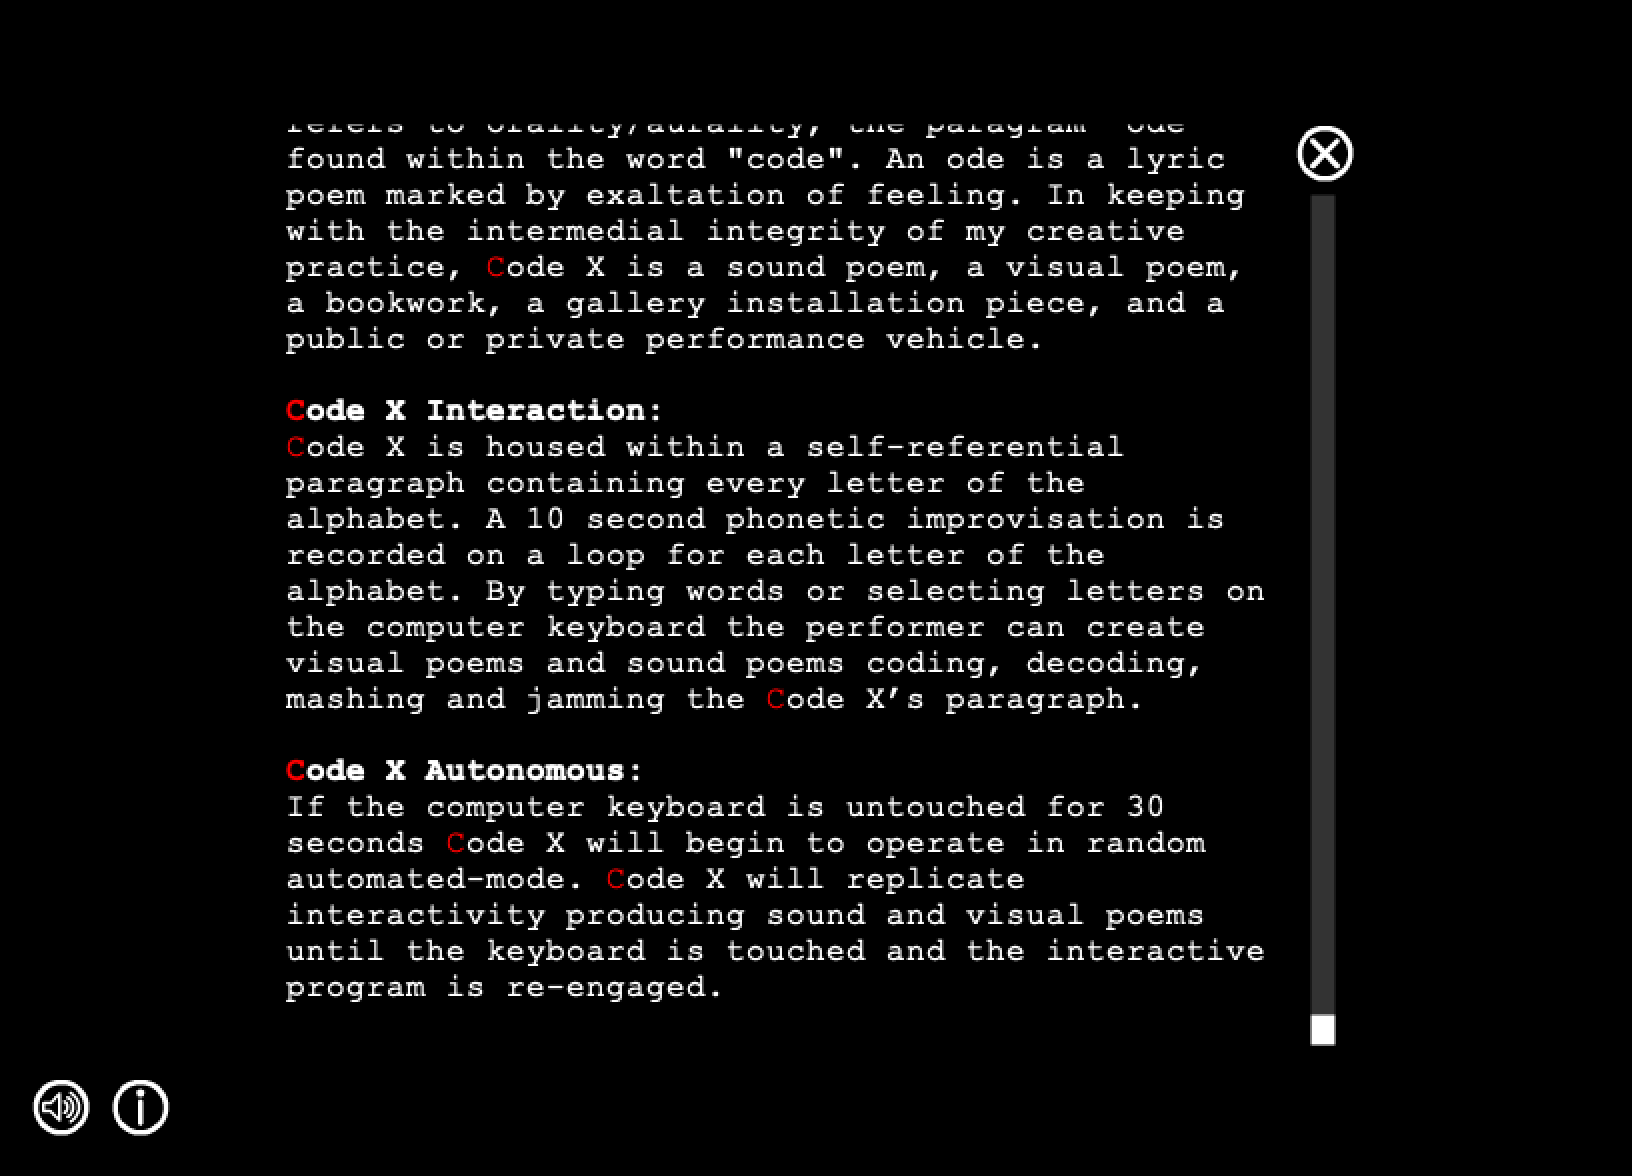 refers to orality/aurality, the paragram "ode"
found within the word "code". An ode is a lyric
poem marked by exaltation of feeling. In keeping
with the intermedial integrity of my creative
practice, Code X is a sound poem, a visual poem,
a bookwork, a gallery installation piece, and a
public or private performance vehicle.
Code X Interaction:
Code X is housed within a self-referential
paragraph containing every letter of the
alphabet. A 10 second phonetic improvisation is
recorded on a loop for each letter of the
alphabet. By typing words or selecting letters on
the computer keyboard the performer can create
visual poems and sound poems coding, decoding,
mashing and jamming the Code X’s paragraph.
Code X Autonomous:
If the computer keyboard is untouched for 30
seconds Code X will begin to operate in random
automated-mode. Code X will replicate
interactivity producing sound and visual poems
until the keyboard is touched and the interactive
program is re-engaged.